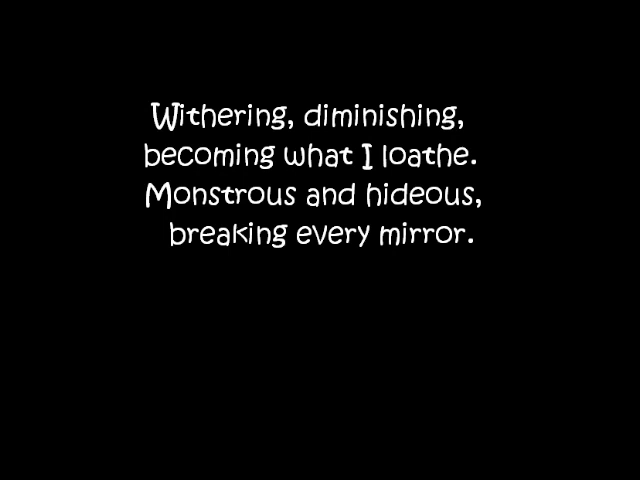 Withering, diminishing,
becoming what I loathe.
Monstrous and hideous,
breaking every mirror.